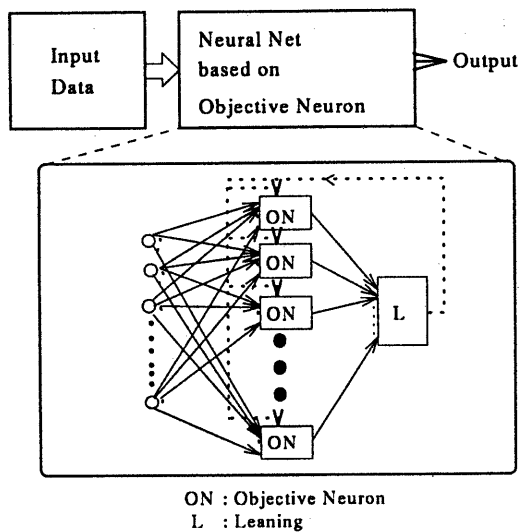 Input
Data
Neural Net
based on
Objective Neuron
Output
ON
ON
ON
L
ON
ON : Objective Neuron
L : Leaning